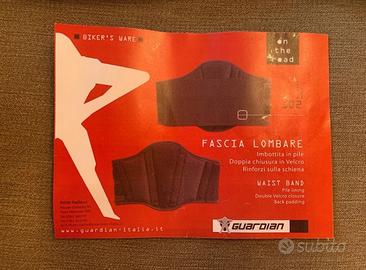 BIKER'S WARE
on
the
road
FASCIA LOMBARE
Imbottita in pile
Doppia chiusura in Velcro
Rinforzi sulla schiena
WAIST BAND
Pile lining
Double Velcro closure
Back padding
www.guardian-italia.it
GUARDIAN
subito